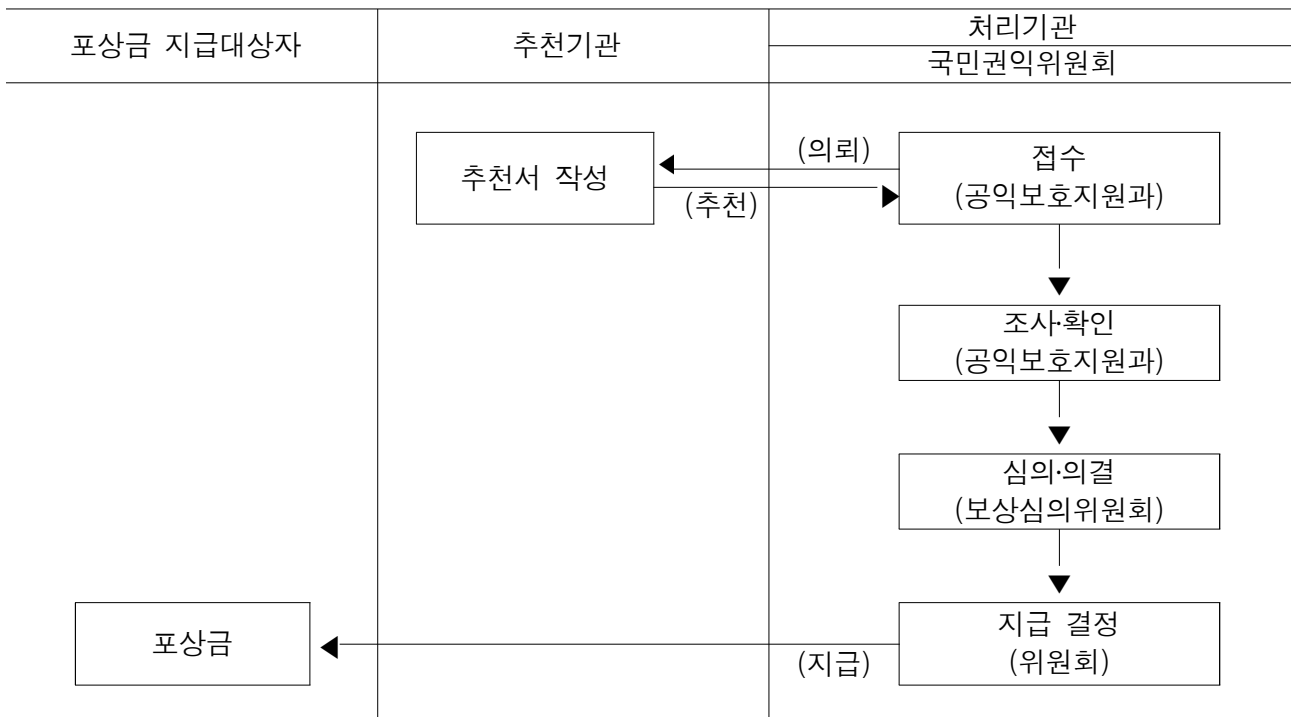 포상금 지급대상자
추천기관
처리기관
국민권익위원회
추천서 작성
(의뢰)
(추천)
접수
(공익보호지원과)
조사·확인
(공익보호지원과)
심의·의결
(보상심의위원회)
포상금
(지급)
지급 결정
(위원회)